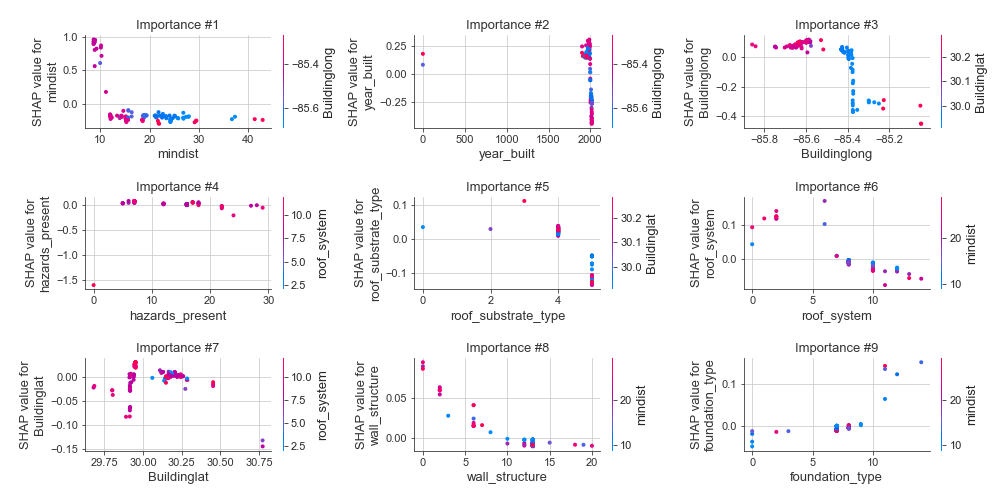 Importance #1
Importance #2
Importance #3
SHAP value for
mindist
1.0
0.5
0.0
10
20
30
40
mindist
−85.4
−85.6
Buildinglong
SHAP value for
year_built
0.25
0.00
−0.25
0
500
1000
1500
2000
year_built
−85.4
−85.6
Buildinglong
SHAP value for
Buildinglong
0.0
−0.2
−0.4
−85.8
−85.6
−85.4
−85.2
Buildinglong
30.2
30.1
30.0
Buildinglat
Importance #4
Importance #5
Importance #6
SHAP value for
hazards_present
0.0
−0.5
−1.0
−1.5
0
10
20
30
hazards_present
10.0
7.5
5.0
2.5
roof_system
SHAP value for
roof_substrate_type
0.1
0.0
−0.1
0
2
4
roof_substrate_type
30.2
30.1
30.0
Buildinglat
SHAP value for
roof_system
0.1
0.0
0
5
10
roof_system
20
10
mindist
Importance #7
Importance #8
Importance #9
SHAP value for
Buildinglat
0.00
−0.05
−0.10
−0.15
29.75
30.00
30.25
30.50
30.75
Buildinglat
10.0
7.5
5.0
2.5
roof_system
SHAP value for
wall_structure
0.05
0.00
0
5
10
15
20
wall_structure
20
10
mindist
SHAP value for
foundation_type
0.1
0.0
0
5
10
foundation_type
20
10
mindist